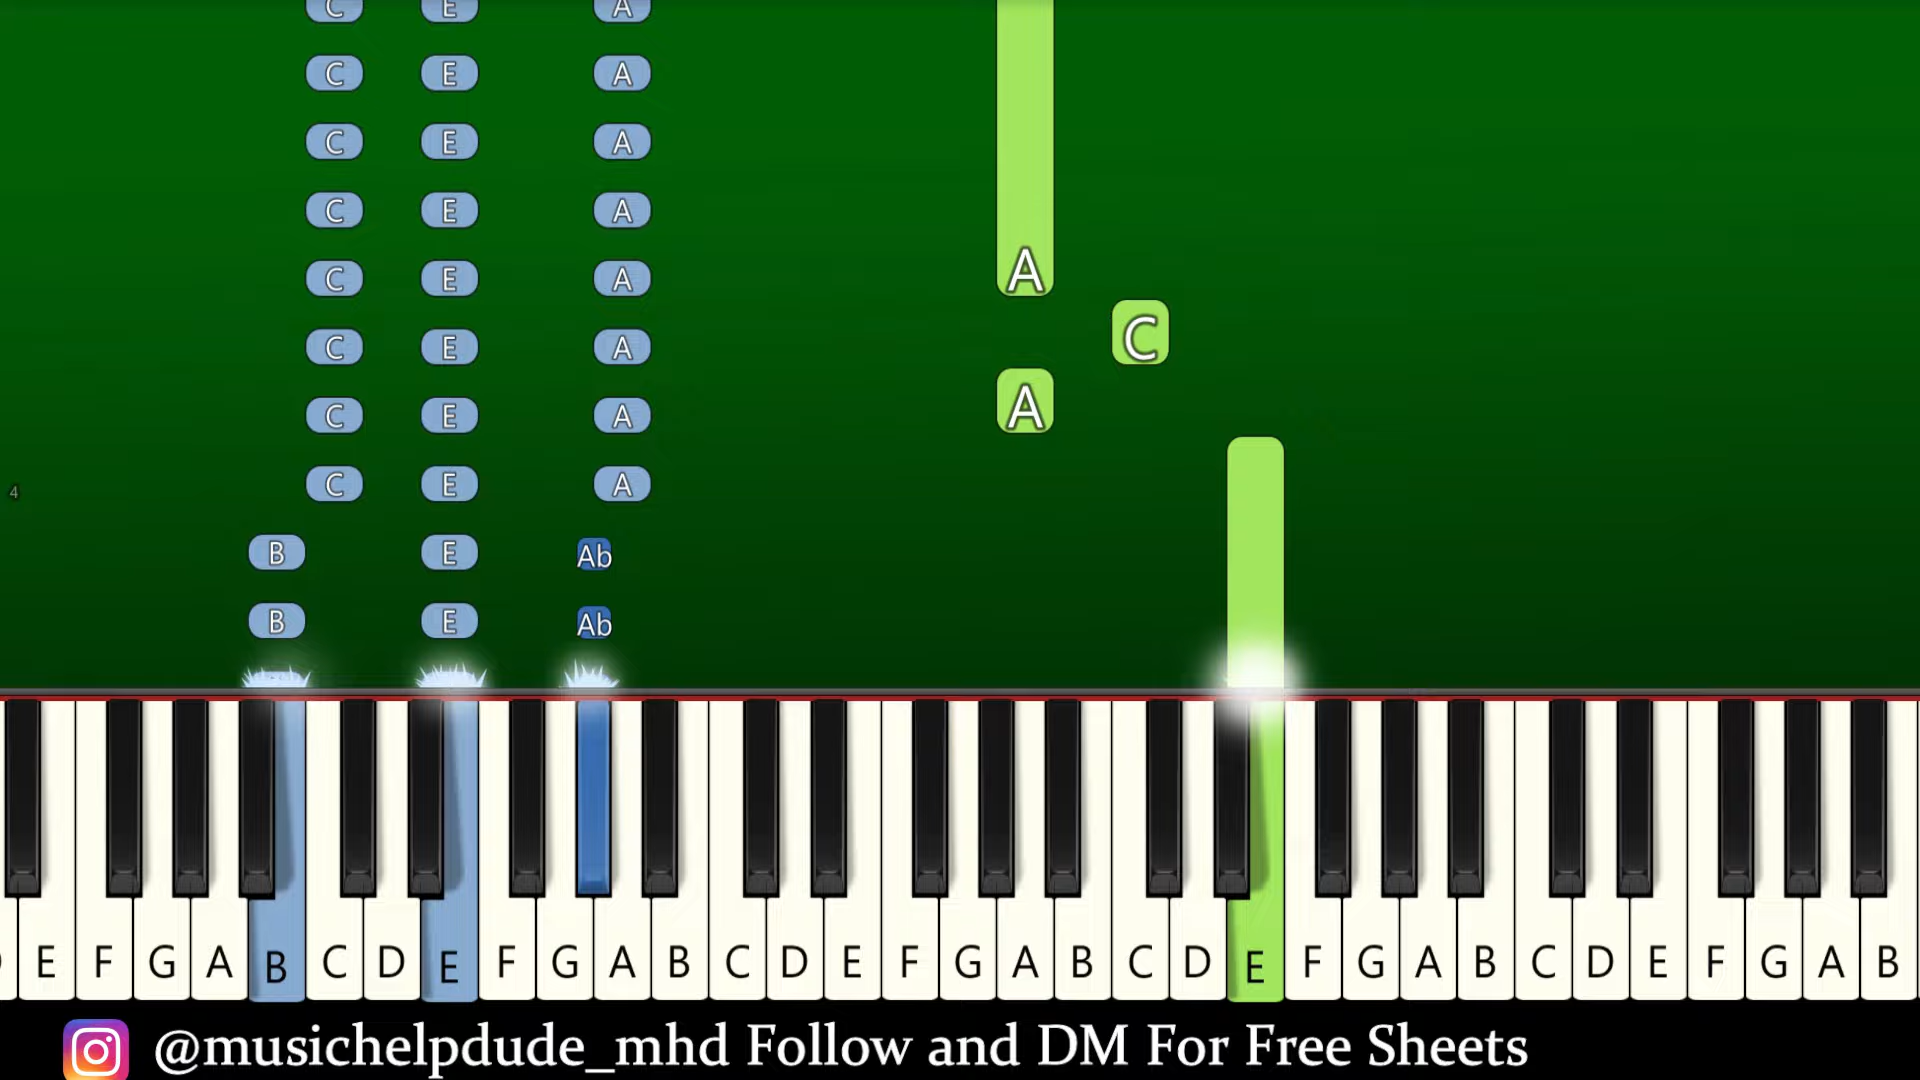 C E A
C E A
C E A
C E A
C E A A
C E A C
C E A A
4 C E A
B E Ab
B E Ab
E F G A B C D E F G A B C D E F G A B C D E F G A B C D E F G A B
@musichelpdude_mhd Follow and DM For Free Sheets